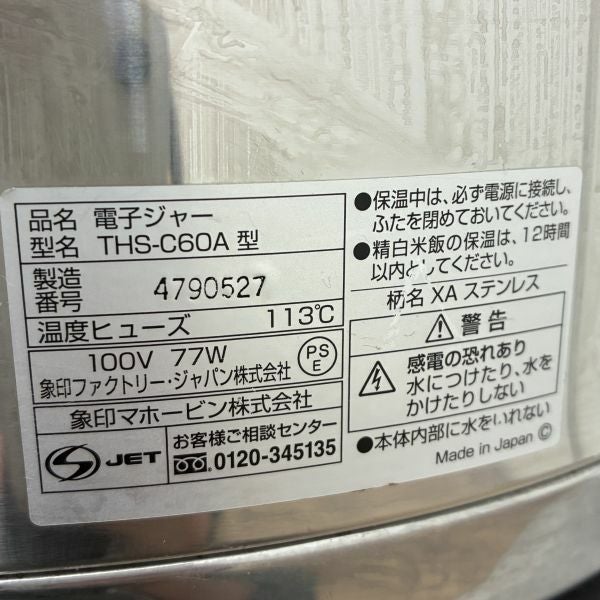 品名 電子ジャー
型名 THS-C60A 型
製造番号 4790527
温度ヒューズ 113℃
100V 77W
象印ファクトリー・ジャパン株式会社
PS
E
象印マホービン株式会社
JET
お客様ご相談センター
0120-345135
●保温中は、必ず電源に接続し、
ふたを閉めておいてください。
●精白米飯の保温は、12時間
以内としてください。
柄名 XA ステンレス
警告
感電の恐れあり
水につけたり、水を
かけたりしない
●本体内部に水をいれない
Made in Japan Ⓒ